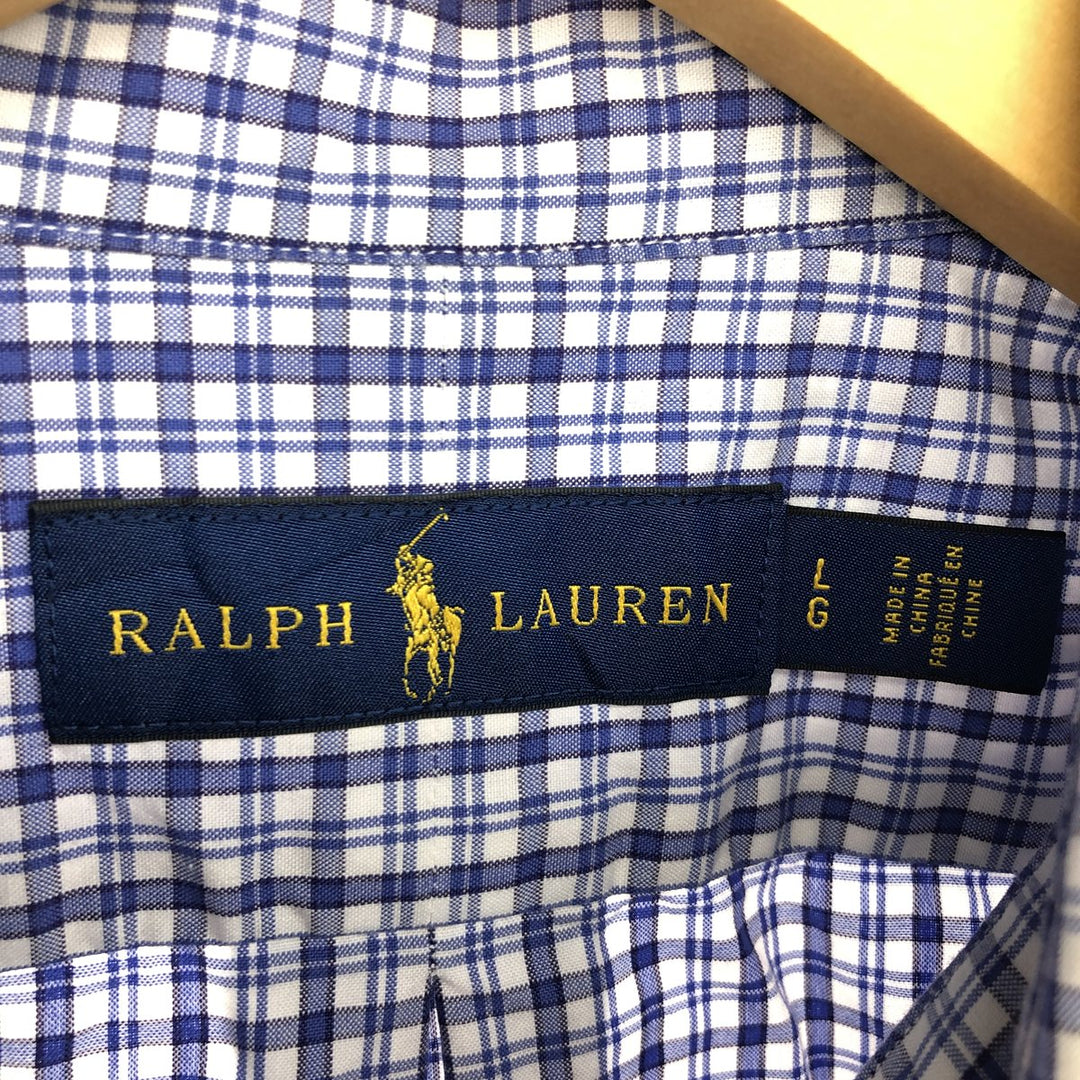 RALPH LAUREN
L
G
MADE IN
CHINA
FABRIQUÉ EN
CHINE